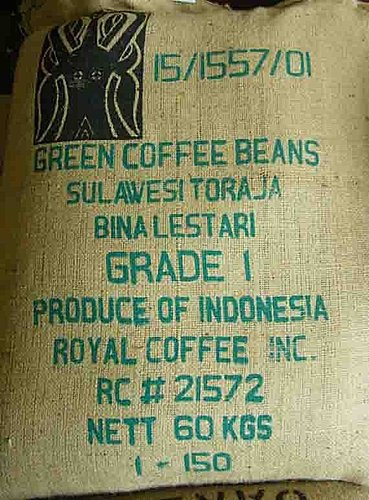 15/1557/01
GREEN COFFEE BEANS
SULAWESI TORAJA
BINA LESTARI
GRADE 1
PRODUCE OF INDONESIA
ROYAL COFFEE INC.
RC # 21572
NETT 60 KGS
1 - 150